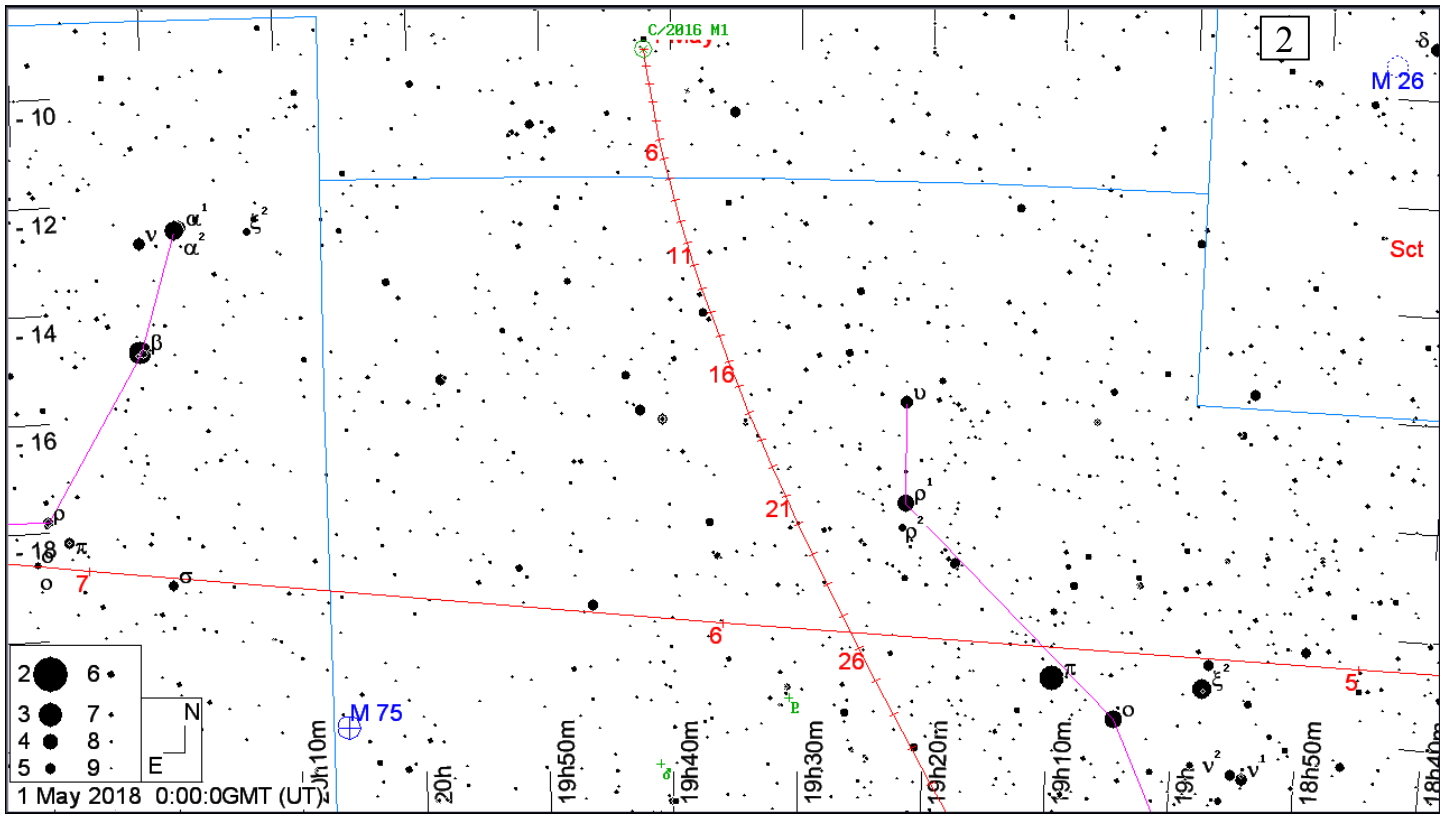 C/2016 M1
1 May
2
δ
M 26
- 10
6
α¹
ξ²
- 12
ν
α²
11
Sct
- 14
β
16
υ
- 16
ρ
21
ρ¹
ρ²
- 18
π
ο
7
σ
6
26
5
π
ξ²
ο
2 6
3 7
4 8
5 9
N
E
M 75
P
♂
ν²
ν¹
0h10m
20h
19h50m
19h40m
19h30m
19h20m
19h10m
19h
18h50m
18h40m
1 May 2018 0:00:0GMT (UT)